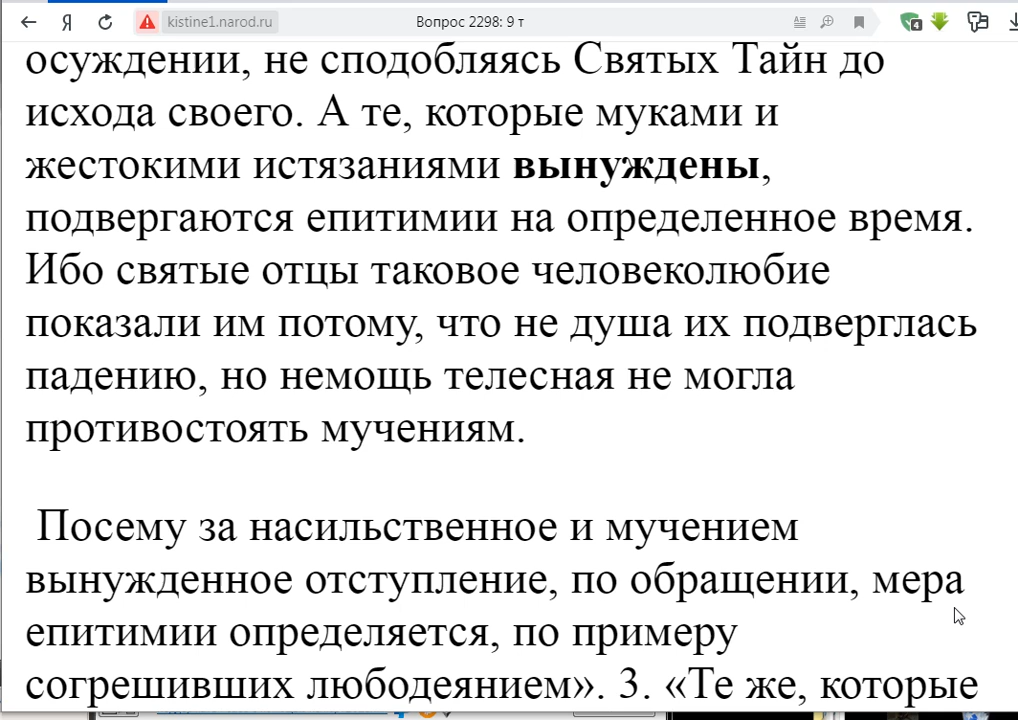 Я kistine1.narod.ru Вопрос 2298: 9 т 4
осуждении, не сподобляясь Святых Тайн до
исхода своего. А те, которые муками и
жестокими истязаниями вынуждены,
подвергаются епитимии на определенное время.
Ибо святые отцы таковое человеколюбие
показали им потому, что не душа их подверглась
падению, но немощь телесная не могла
противостоять мучениям.
Посему за насильственное и мучением
вынужденное отступление, по обращении, мера
епитимии определяется, по примеру
согрешивших любодеянием». 3. «Те же, которые